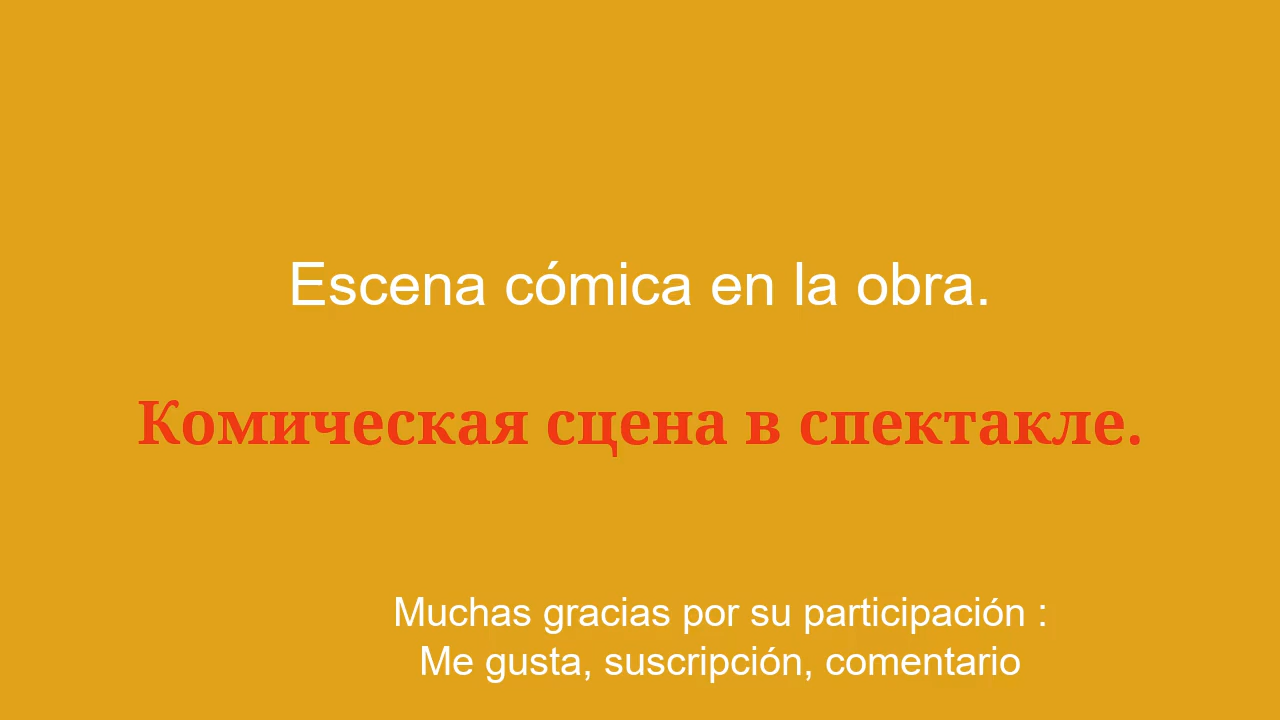 Escena cómica en la obra.
Комическая сцена в спектакле.
Muchas gracias por su participación :
Me gusta, suscripción, comentario